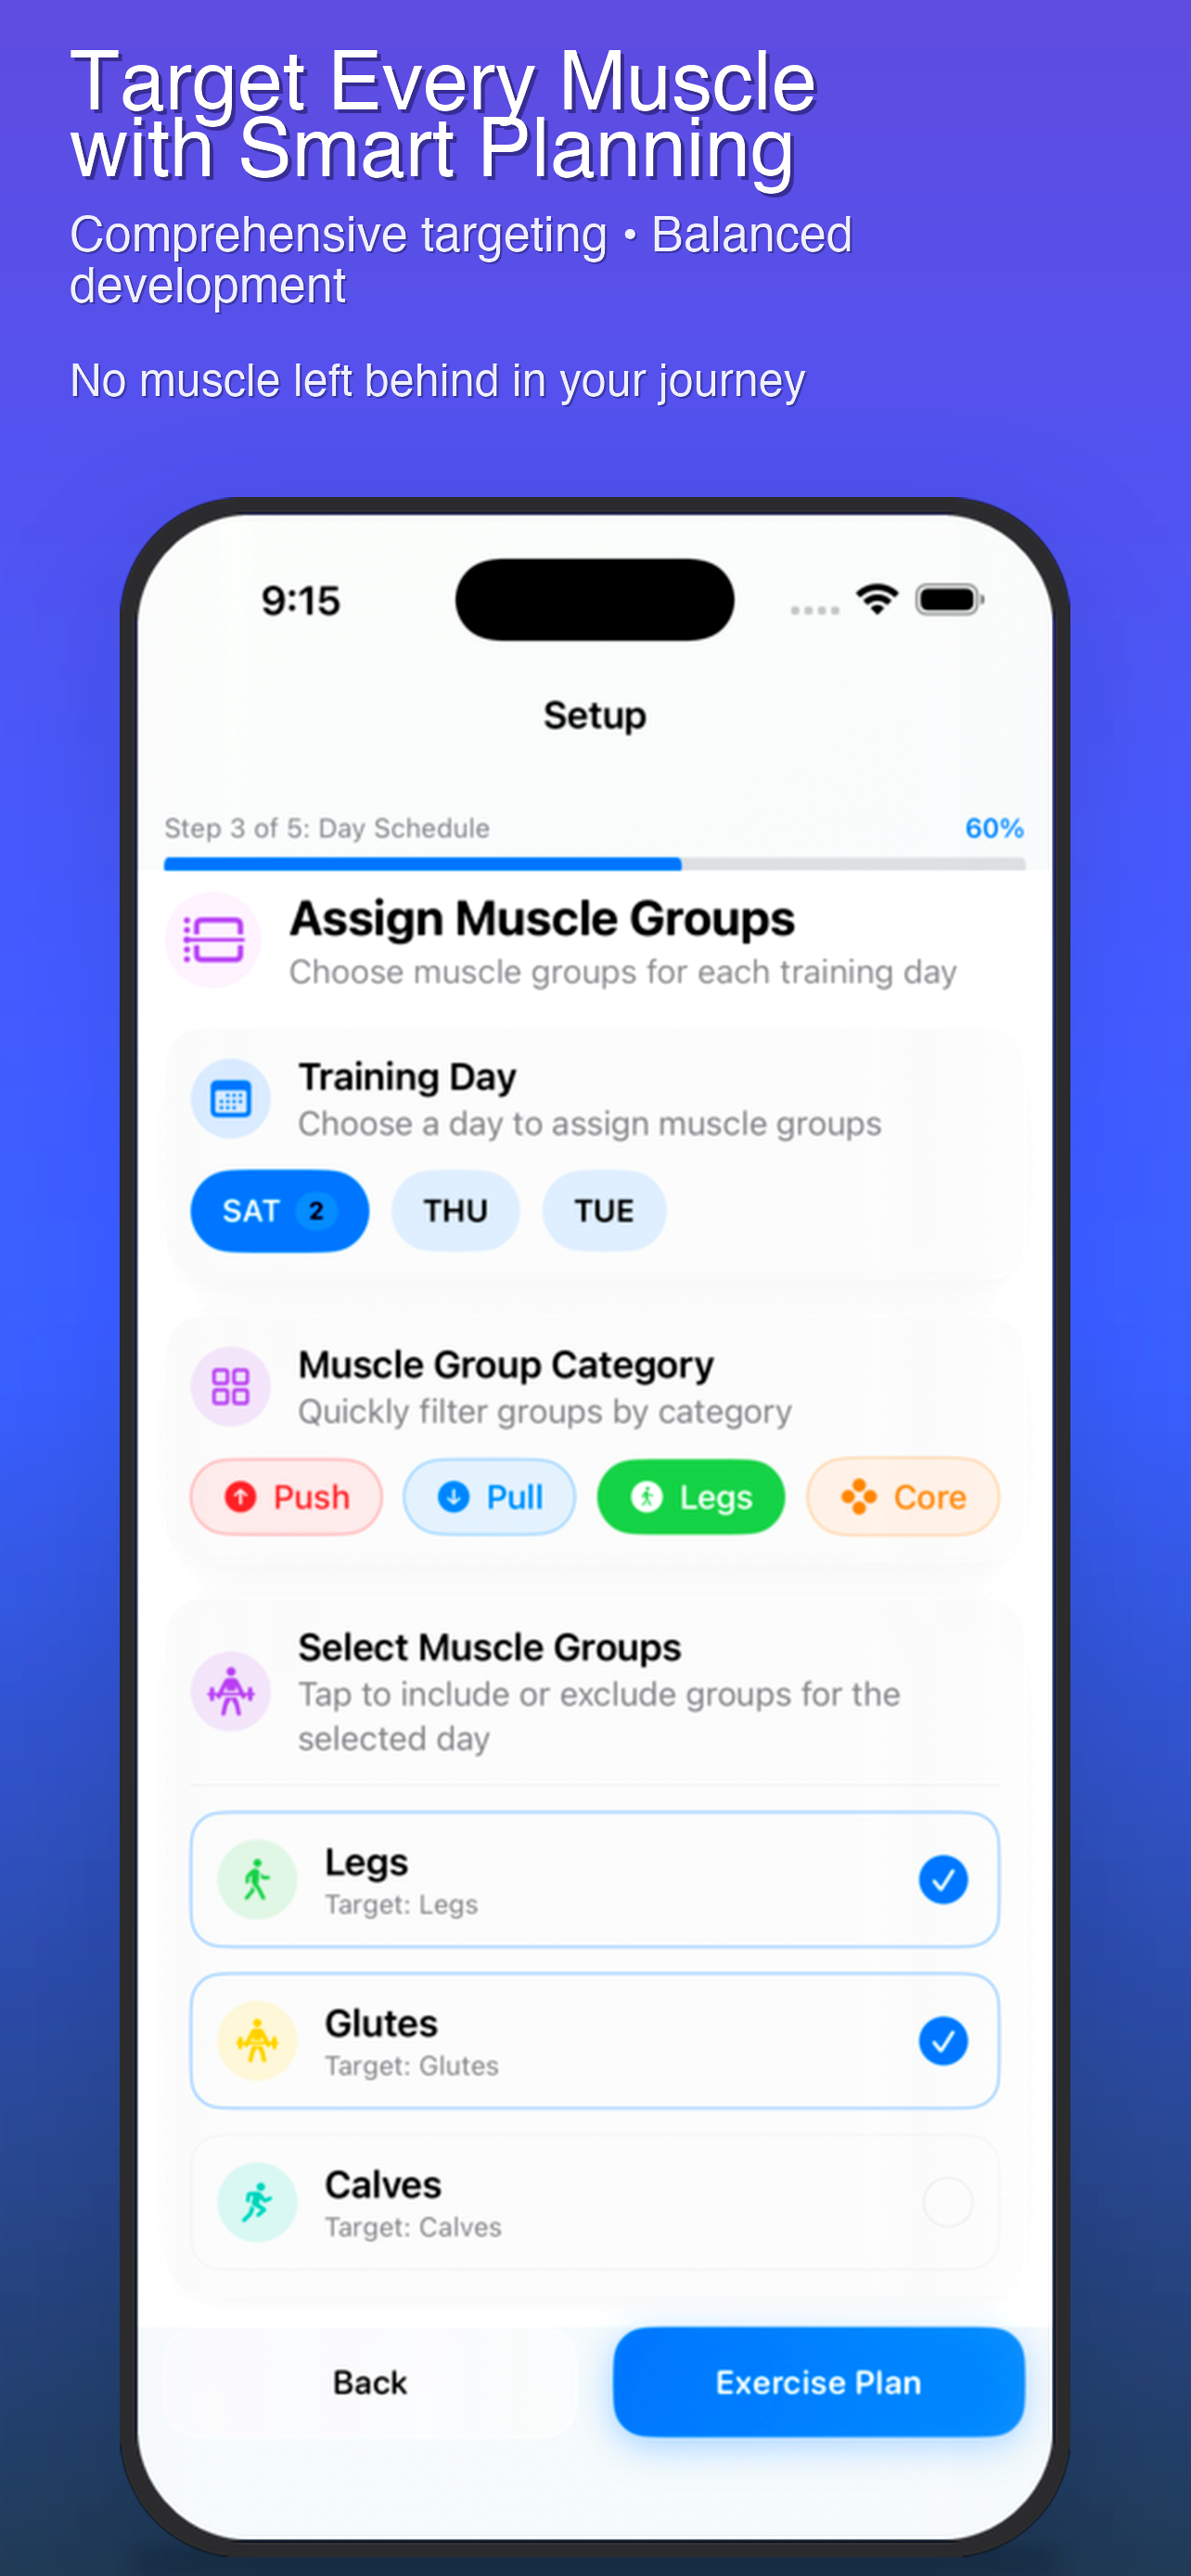 Target Every Muscle
with Smart Planning
Comprehensive targeting • Balanced
development
No muscle left behind in your journey
9:15
Setup
Step 3 of 5: Day Schedule 60%
Assign Muscle Groups
Choose muscle groups for each training day
Training Day
Choose a day to assign muscle groups
SAT 2 THU TUE
Muscle Group Category
Quickly filter groups by category
Push Pull Legs Core
Select Muscle Groups
Tap to include or exclude groups for the
selected day
Legs
Target: Legs
Glutes
Target: Glutes
Calves
Target: Calves
Back Exercise Plan